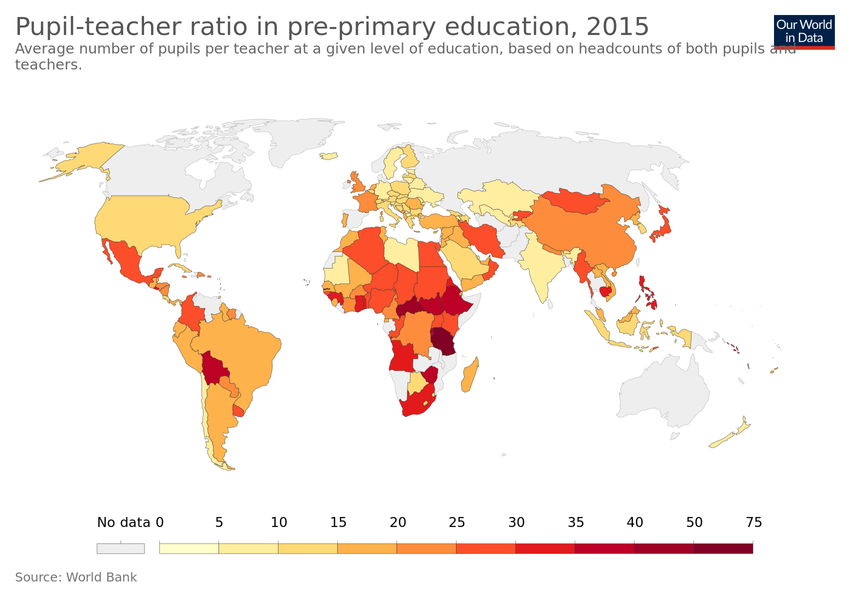 Pupil-teacher ratio in pre-primary education, 2015
Our World
in Data
Average number of pupils per teacher at a given level of education, based on headcounts of both pupils and
teachers.
No data 0 5 10 15 20 25 30 35 40 50 75
Source: World Bank